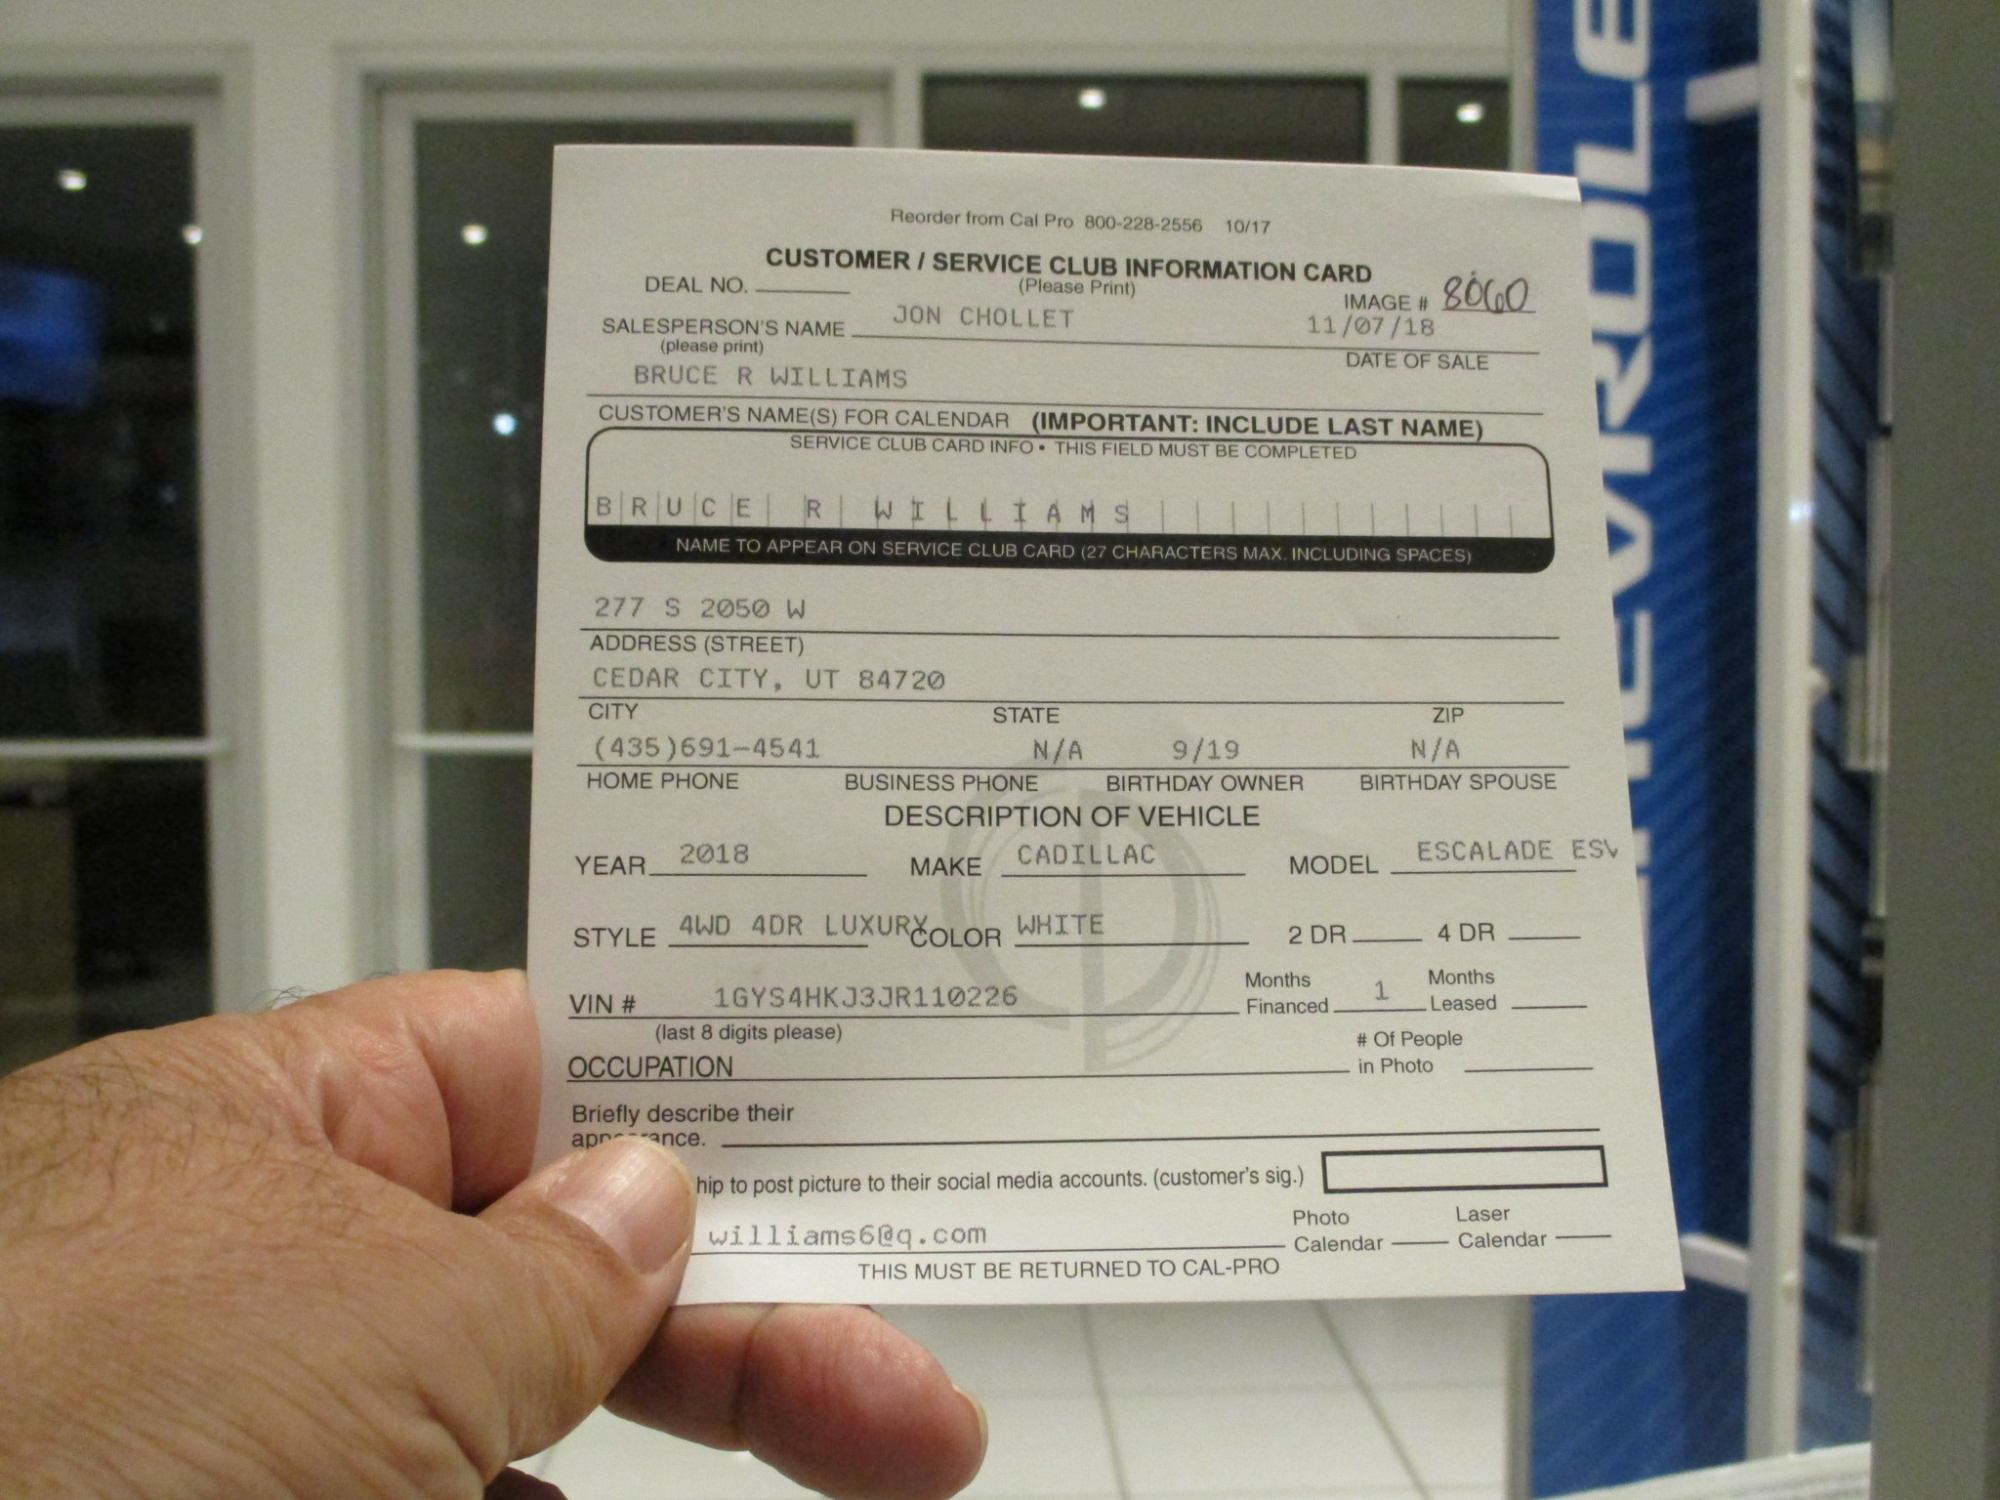 Reorder from Cal Pro 800-228-2556 10/17
CUSTOMER / SERVICE CLUB INFORMATION CARD
DEAL NO. (Please Print) IMAGE # 8060
SALESPERSON'S NAME JON CHOLLET 11/07/18
(please print) DATE OF SALE
BRUCE R WILLIAMS
CUSTOMER'S NAME(S) FOR CALENDAR (IMPORTANT: INCLUDE LAST NAME)
SERVICE CLUB CARD INFO • THIS FIELD MUST BE COMPLETED
BRUCE R WILLIAMS
NAME TO APPEAR ON SERVICE CLUB CARD (27 CHARACTERS MAX. INCLUDING SPACES)
277 S 2050 W
ADDRESS (STREET)
CEDAR CITY, UT 84720
CITY STATE ZIP
(435)691-4541 N/A 9/19 N/A
HOME PHONE BUSINESS PHONE BIRTHDAY OWNER BIRTHDAY SPOUSE
DESCRIPTION OF VEHICLE
YEAR 2018 MAKE CADILLAC MODEL ESCALADE ESV
STYLE 4WD 4DR LUXURY COLOR WHITE 2 DR 4 DR
VIN # 1GYS4HKJ3JR110226 Months Financed 1 Months Leased
(last 8 digits please)
OCCUPATION # Of People in Photo
Briefly describe their
appearance.
hip to post picture to their social media accounts. (customer's sig.)
williams6@q.com Photo Calendar Laser Calendar
THIS MUST BE RETURNED TO CAL-PRO
CHEVROLE